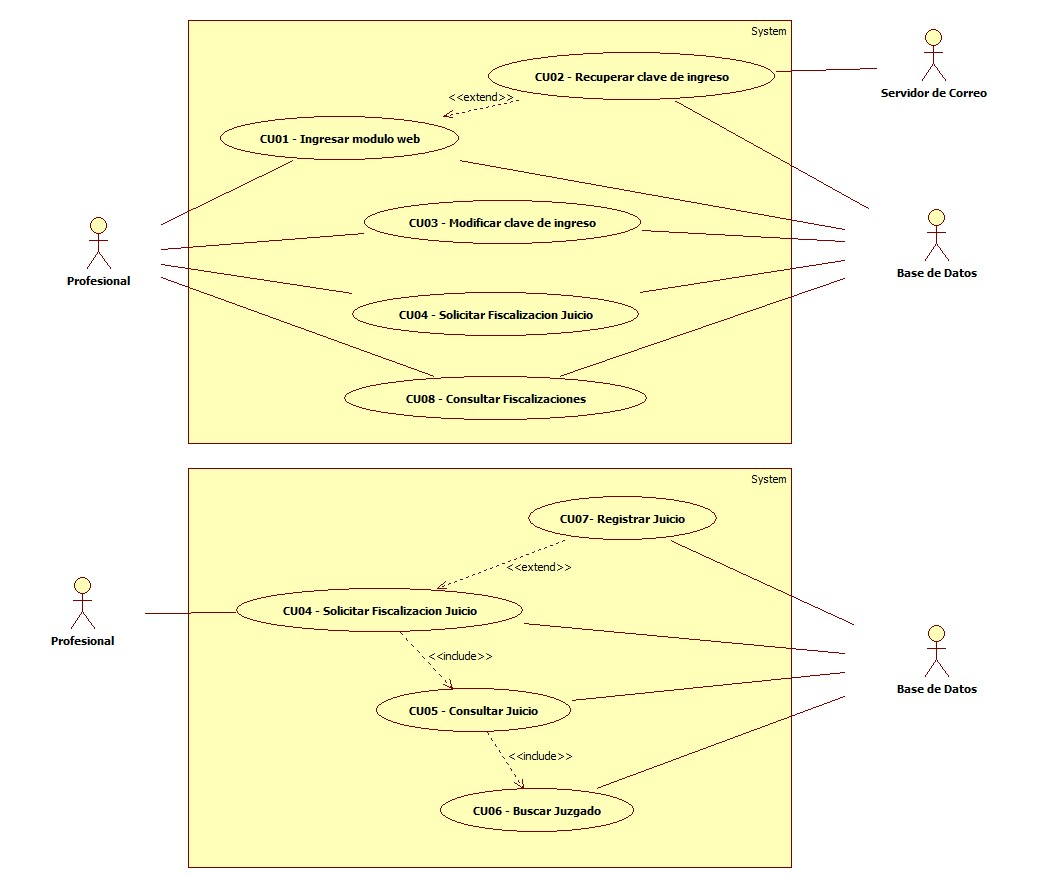 System
CU02 - Recuperar clave de ingreso
Servidor de Correo
<<extend>>
CU01 - Ingresar modulo web
CU03 - Modificar clave de ingreso
Profesional
Base de Datos
CU04 - Solicitar Fiscalizacion Juicio
CU08 - Consultar Fiscalizaciones
System
CU07- Registrar Juicio
<<extend>>
CU04 - Solicitar Fiscalizacion Juicio
Profesional
<<include>>
Base de Datos
CU05 - Consultar Juicio
<<include>>
CU06 - Buscar Juzgado